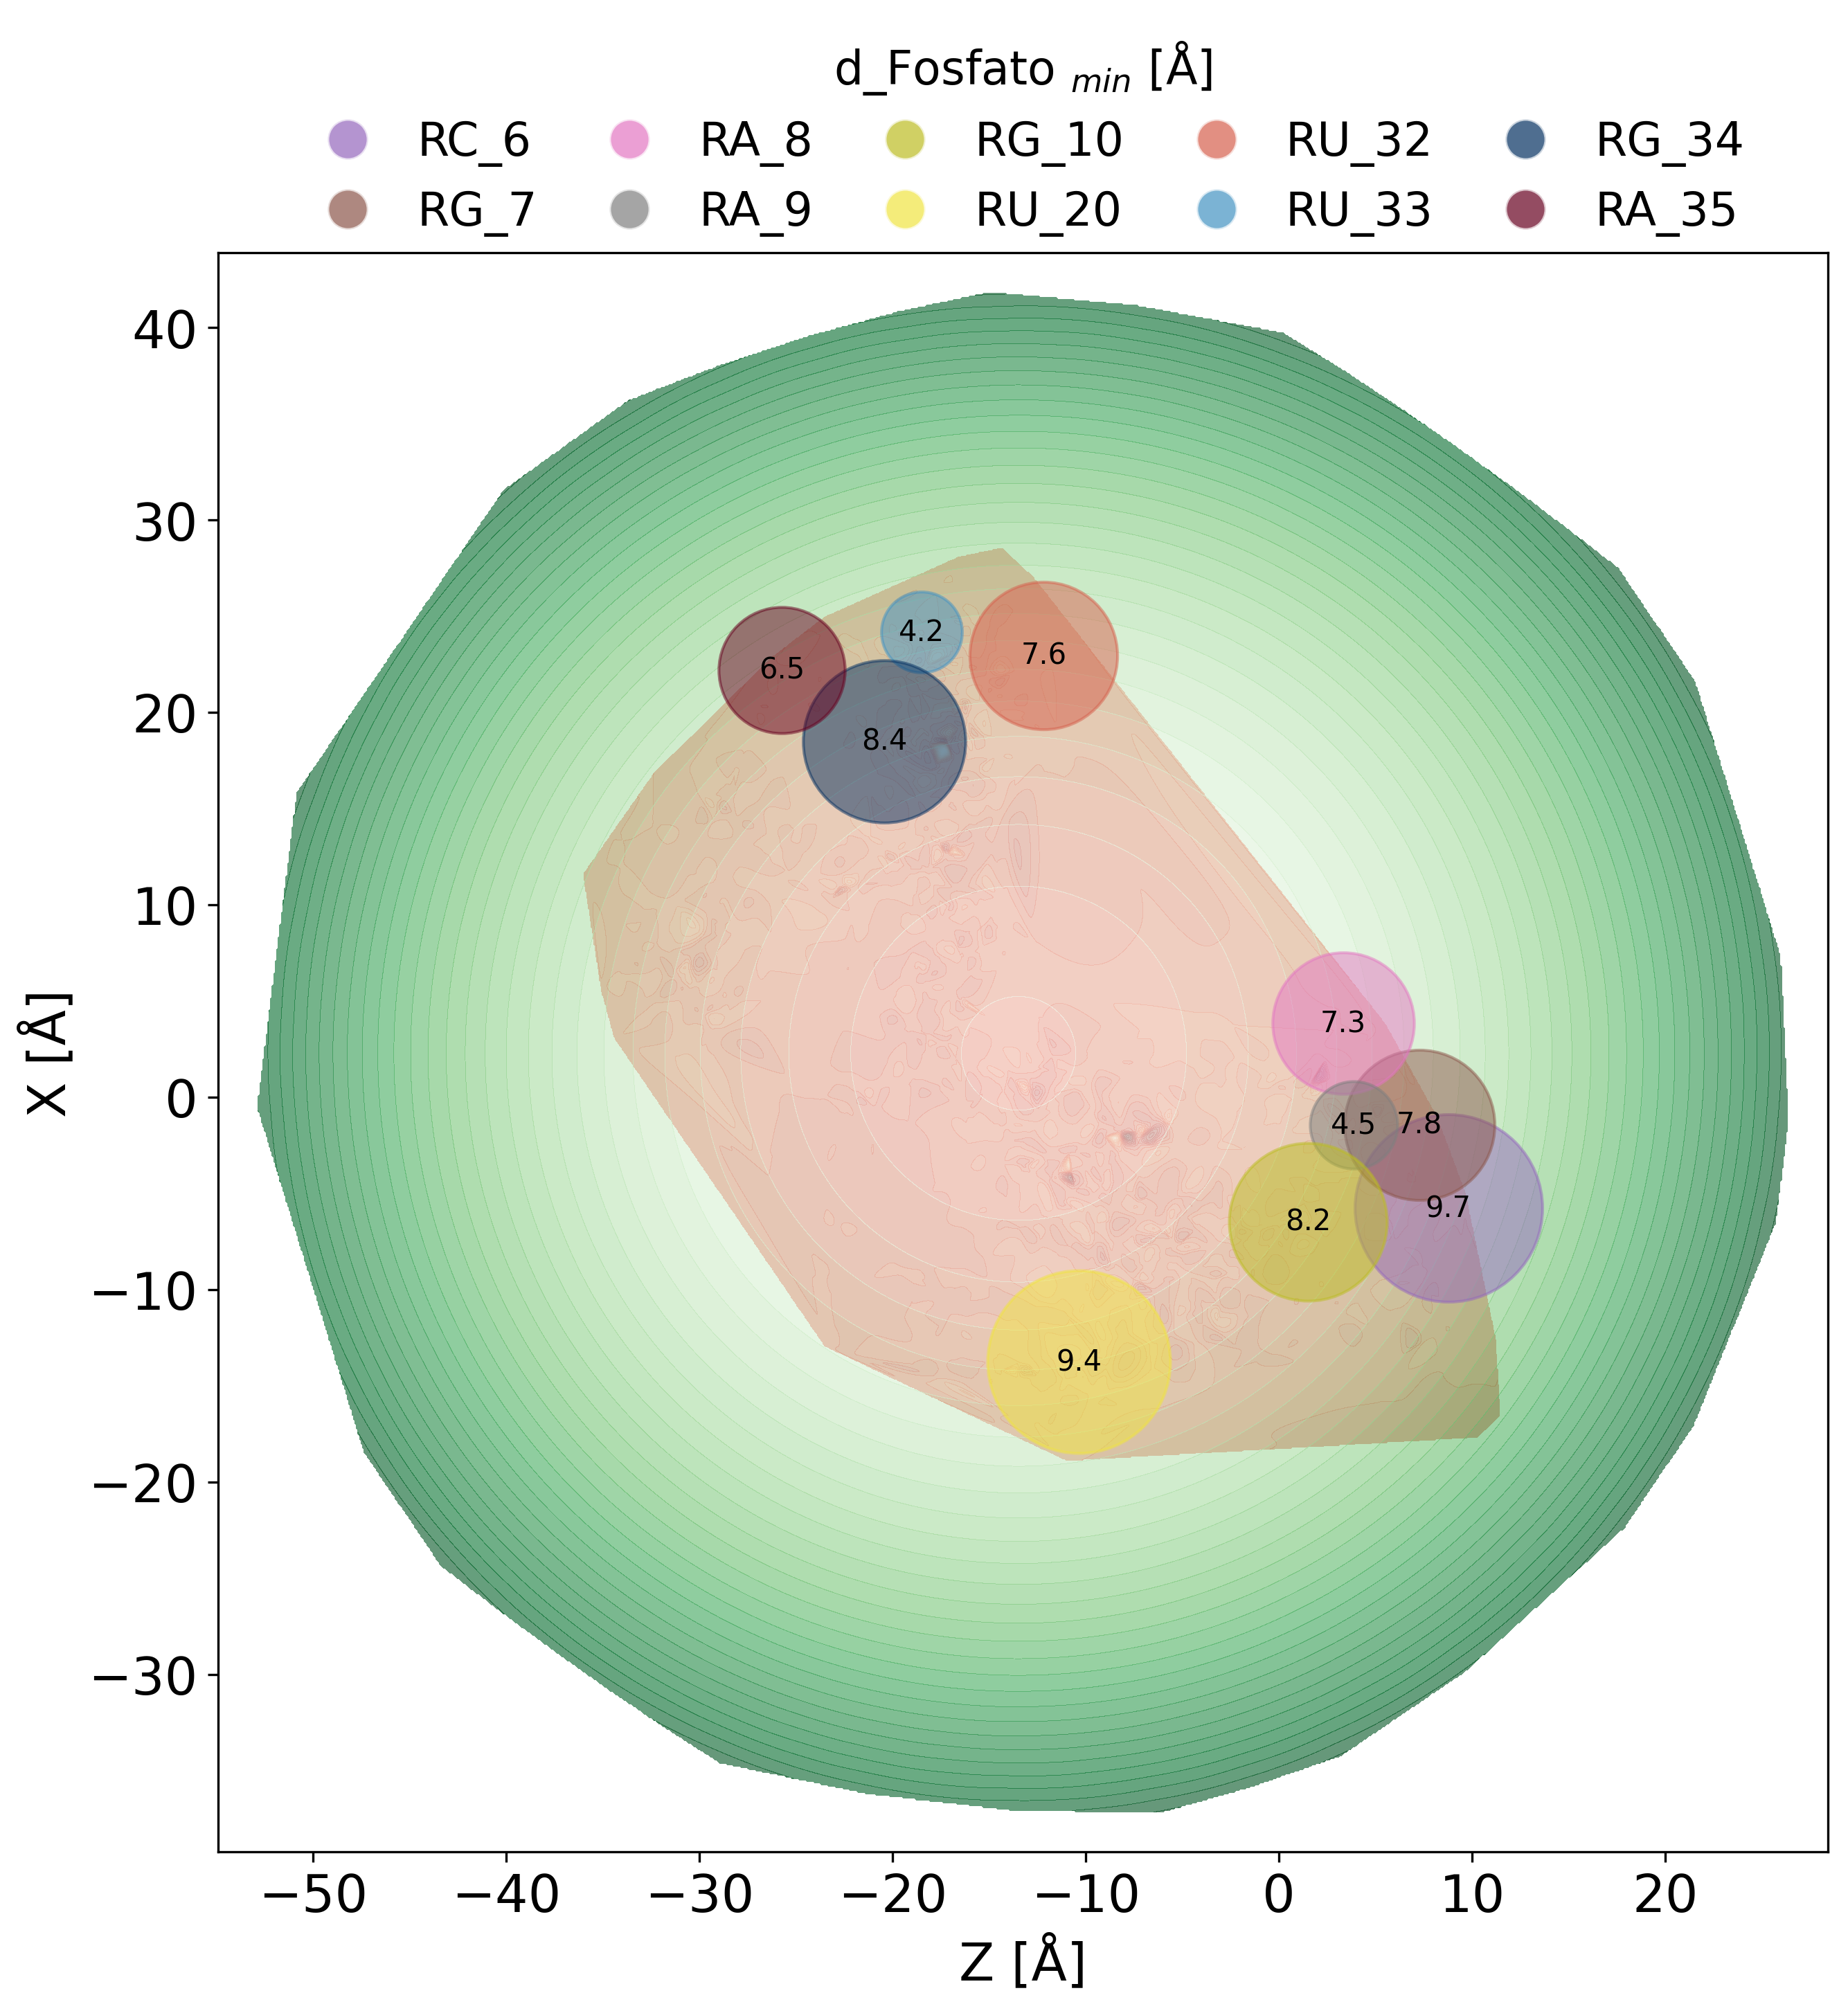 d_Fosfato min [Å]
RC_6 RA_8 RG_10 RU_32 RG_34
RG_7 RA_9 RU_20 RU_33 RA_35
40
30
20
10
0
−10
−20
−30
X [Å]
4.2
7.6
6.5
8.4
7.3
4.5 7.8
9.7
8.2
9.4
−50 −40 −30 −20 −10 0 10 20
Z [Å]